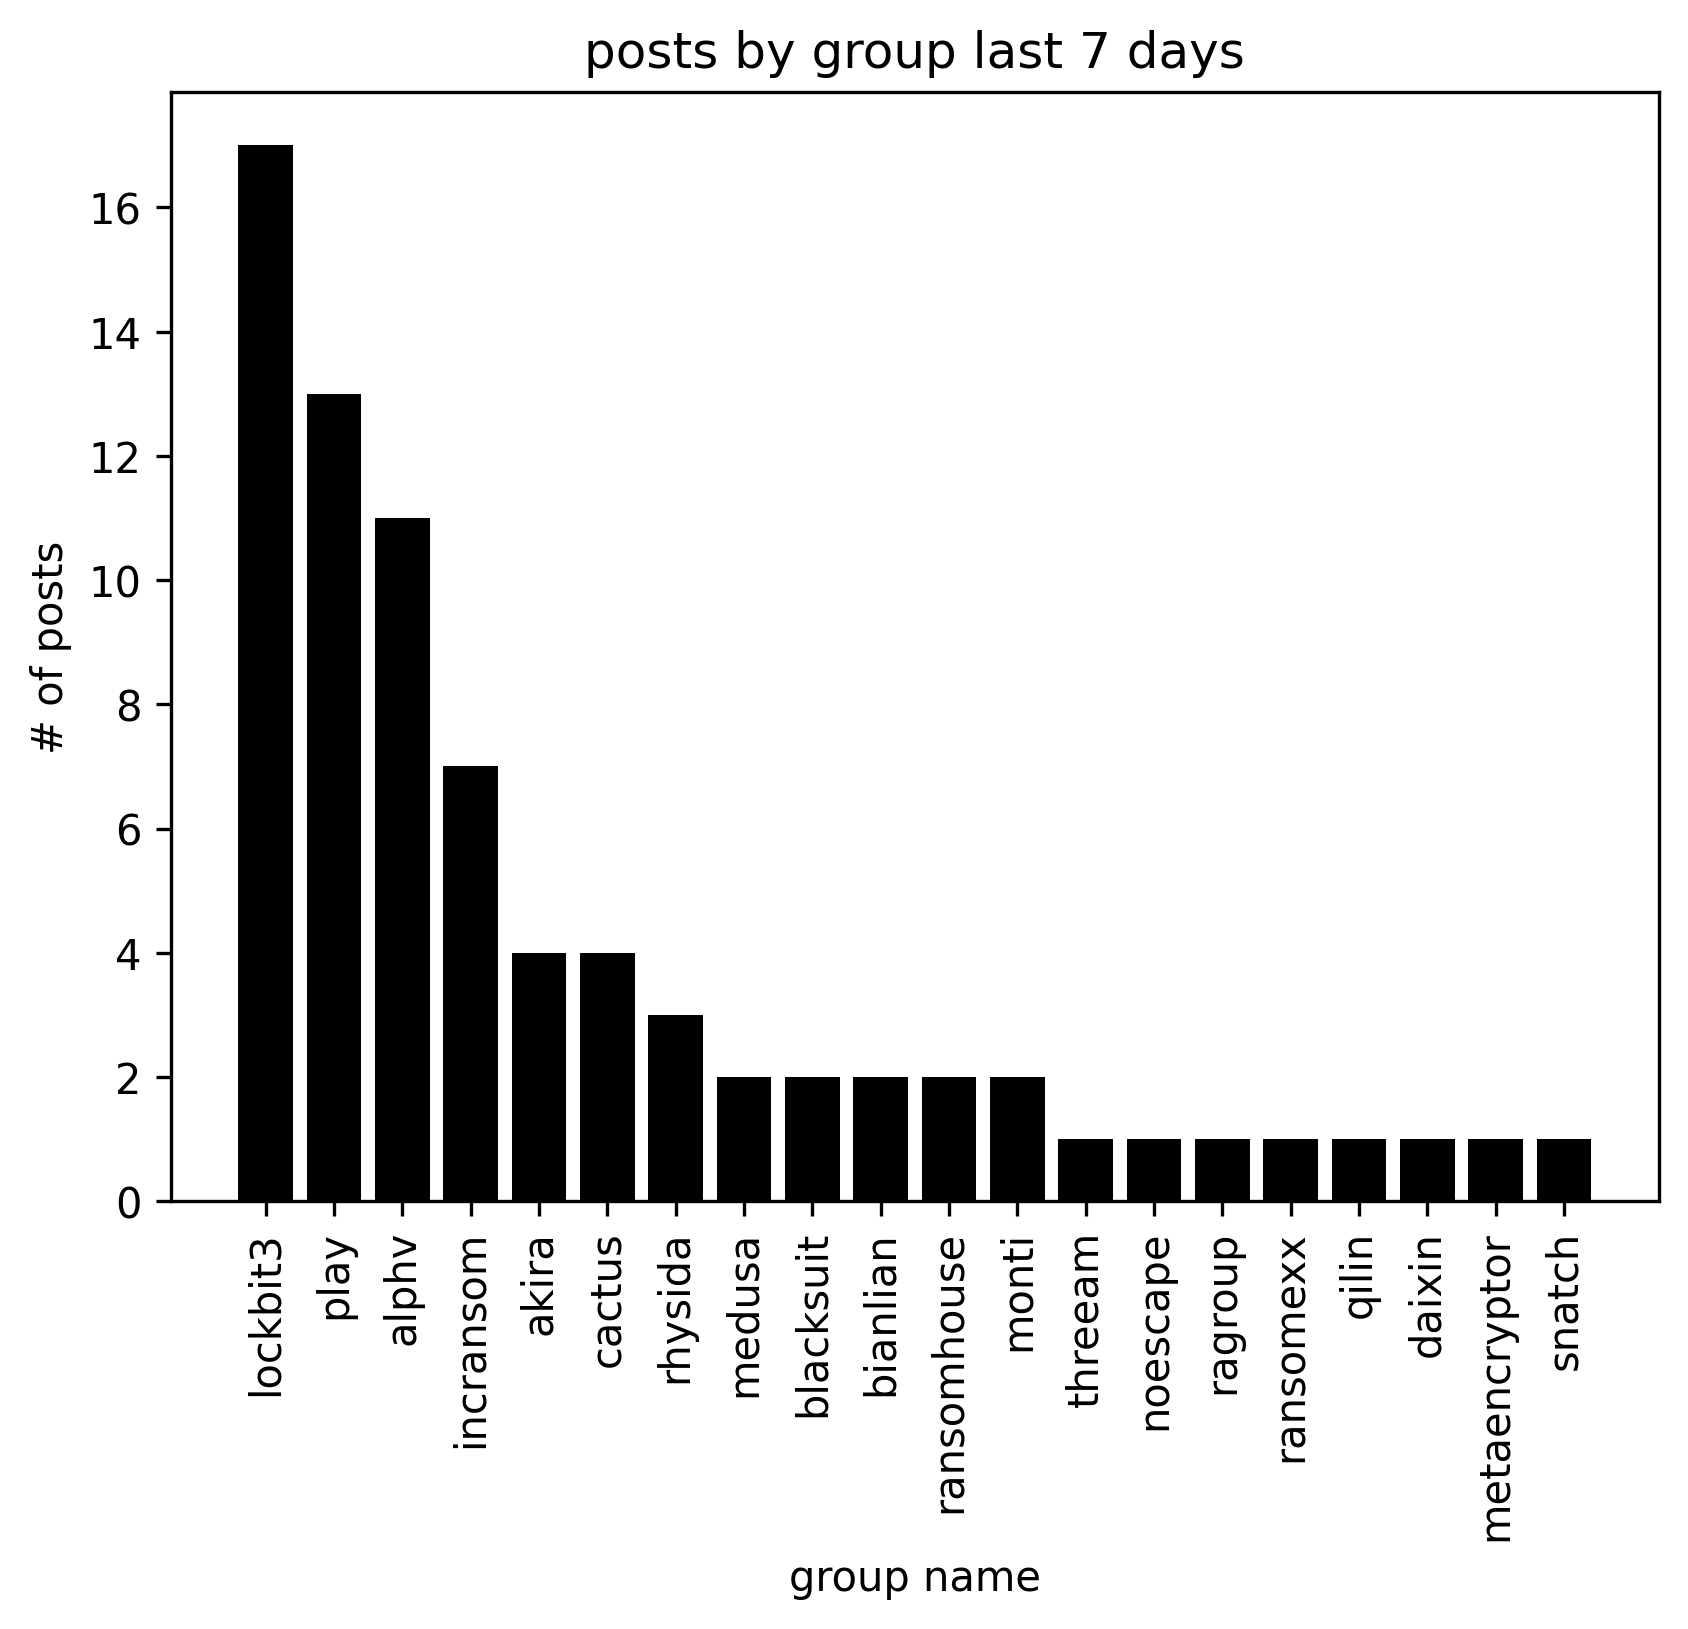 posts by group last 7 days
# of posts
16
14
12
10
8
6
4
2
0
lockbit3
play
alphv
incransom
akira
cactus
rhysida
medusa
blacksuit
bianlian
ransomhouse
monti
threeam
noescape
ragroup
ransomexx
qilin
daixin
metaencryptor
snatch
group name